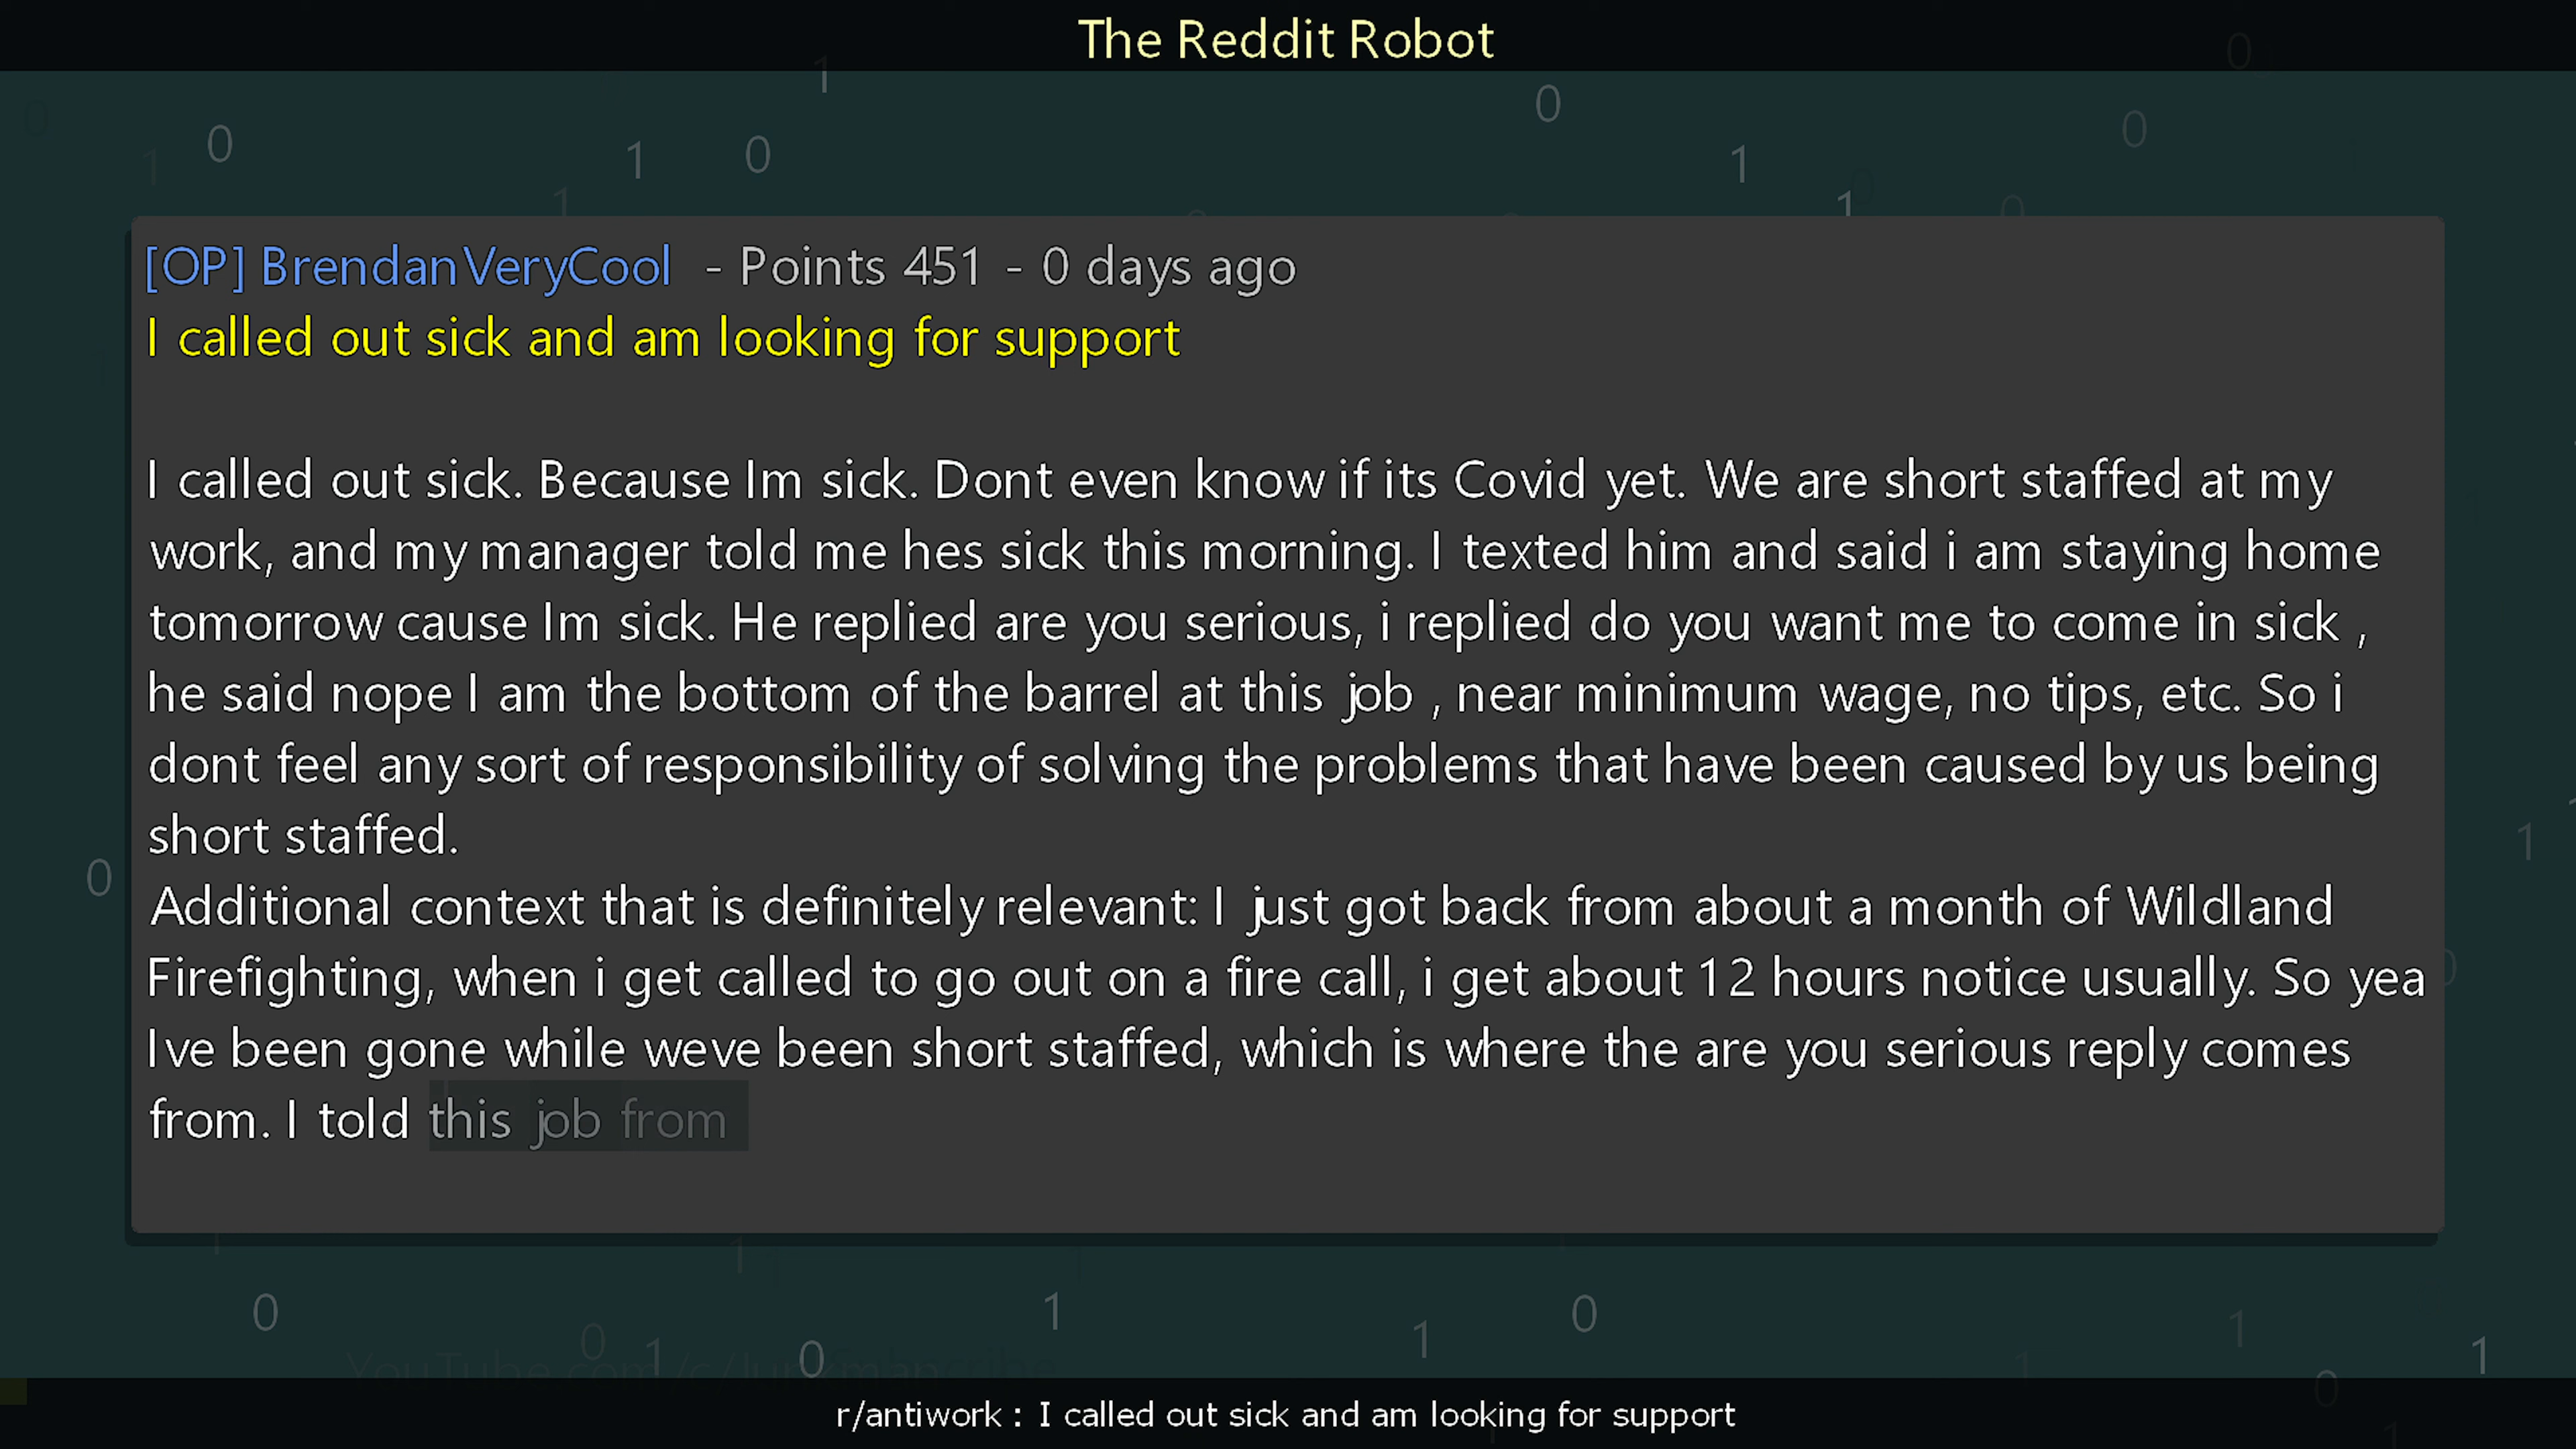 The Reddit Robot
[OP] BrendanVeryCool - Points 451 - 0 days ago
I called out sick and am looking for support
I called out sick. Because Im sick. Dont even know if its Covid yet. We are short staffed at my
work, and my manager told me hes sick this morning. I texted him and said i am staying home
tomorrow cause Im sick. He replied are you serious, i replied do you want me to come in sick ,
he said nope I am the bottom of the barrel at this job , near minimum wage, no tips, etc. So i
dont feel any sort of responsibility of solving the problems that have been caused by us being
short staffed.
Additional context that is definitely relevant: I just got back from about a month of Wildland
Firefighting, when i get called to go out on a fire call, i get about 12 hours notice usually. So yea
Ive been gone while weve been short staffed, which is where the are you serious reply comes
from. I told this job from
r/antiwork : I called out sick and am looking for support